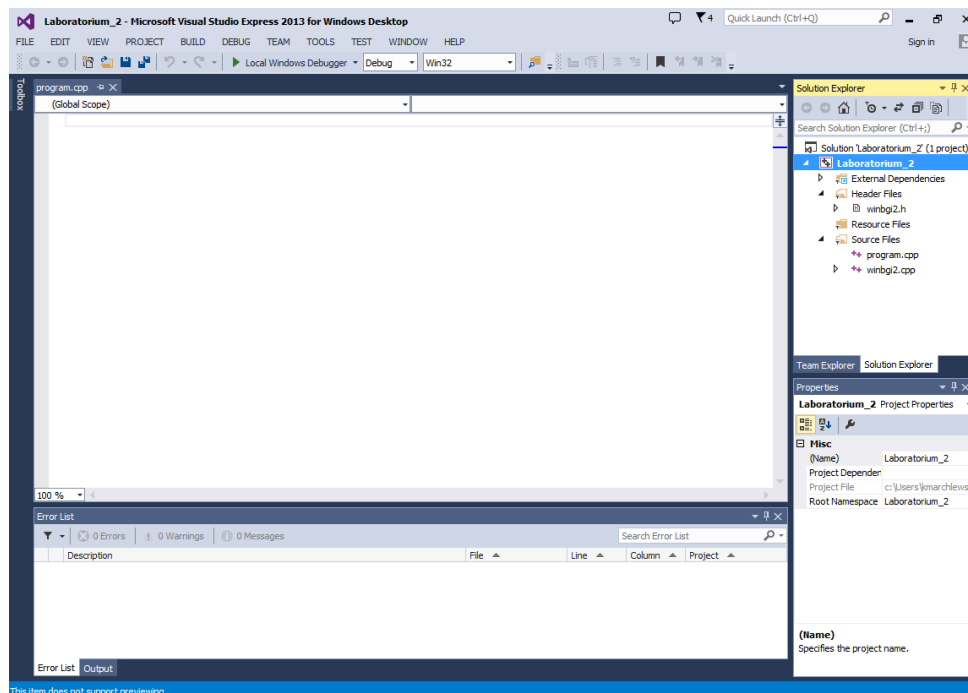 Laboratorium_2 - Microsoft Visual Studio Express 2013 for Windows Desktop
4
Quick Launch (Ctrl+Q)
FILE EDIT VIEW PROJECT BUILD DEBUG TEAM TOOLS TEST WINDOW HELP
Sign in
Local Windows Debugger
Debug
Win32
Toolbox
program.cpp
(Global Scope)
100 %
Solution Explorer
Search Solution Explorer (Ctrl+;)
Solution 'Laboratorium_2' (1 project)
Laboratorium_2
External Dependencies
Header Files
winbgi2.h
Resource Files
Source Files
program.cpp
winbgi2.cpp
Team Explorer Solution Explorer
Properties
Laboratorium_2 Project Properties
Misc
(Name) Laboratorium_2
Project Dependen
Project File c:\Users\kmarchlews
Root Namespace Laboratorium_2
(Name)
Specifies the project name.
Error List
0 Errors 0 Warnings 0 Messages
Search Error List
Description File Line Column Project
Error List Output
This item does not support previewing